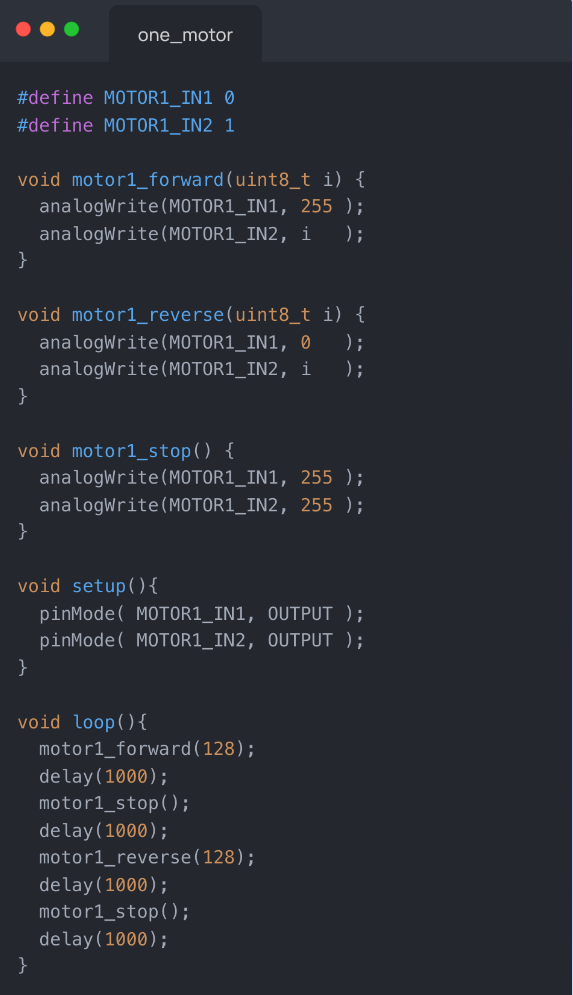 one_motor
#define MOTOR1_IN1 0
#define MOTOR1_IN2 1

void motor1_forward(uint8_t i) {
  analogWrite(MOTOR1_IN1, 255 );
  analogWrite(MOTOR1_IN2, i   );
}

void motor1_reverse(uint8_t i) {
  analogWrite(MOTOR1_IN1, 0   );
  analogWrite(MOTOR1_IN2, i   );
}

void motor1_stop() {
  analogWrite(MOTOR1_IN1, 255 );
  analogWrite(MOTOR1_IN2, 255 );
}

void setup(){
  pinMode( MOTOR1_IN1, OUTPUT );
  pinMode( MOTOR1_IN2, OUTPUT );
}

void loop(){
  motor1_forward(128);
  delay(1000);
  motor1_stop();
  delay(1000);
  motor1_reverse(128);
  delay(1000);
  motor1_stop();
  delay(1000);
}